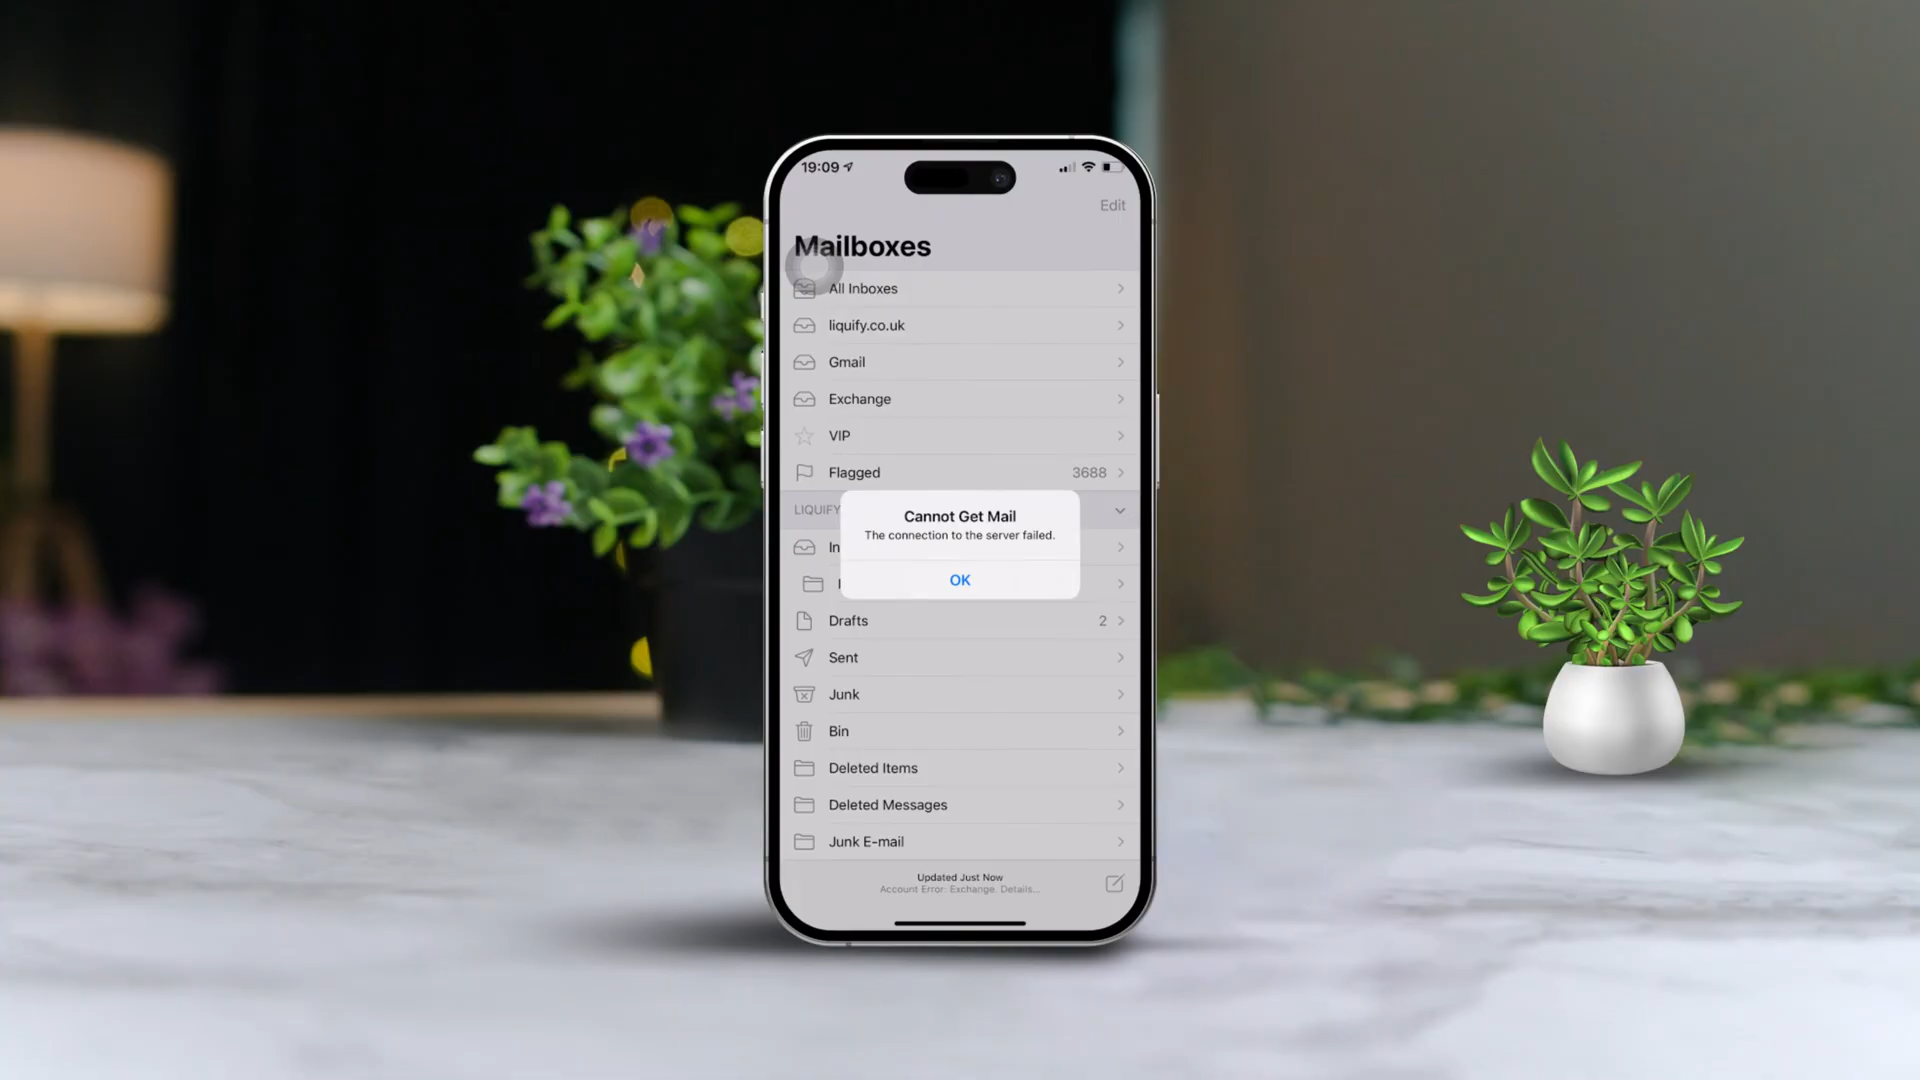 19:09
Edit
Mailboxes
All Inboxes
liquify.co.uk
Gmail
Exchange
VIP
Flagged 3688
LIQUIFY
Cannot Get Mail
The connection to the server failed.
In
OK
Drafts 2
Sent
Junk
Bin
Deleted Items
Deleted Messages
Junk E-mail
Updated Just Now
Account Error: Exchange. Details...